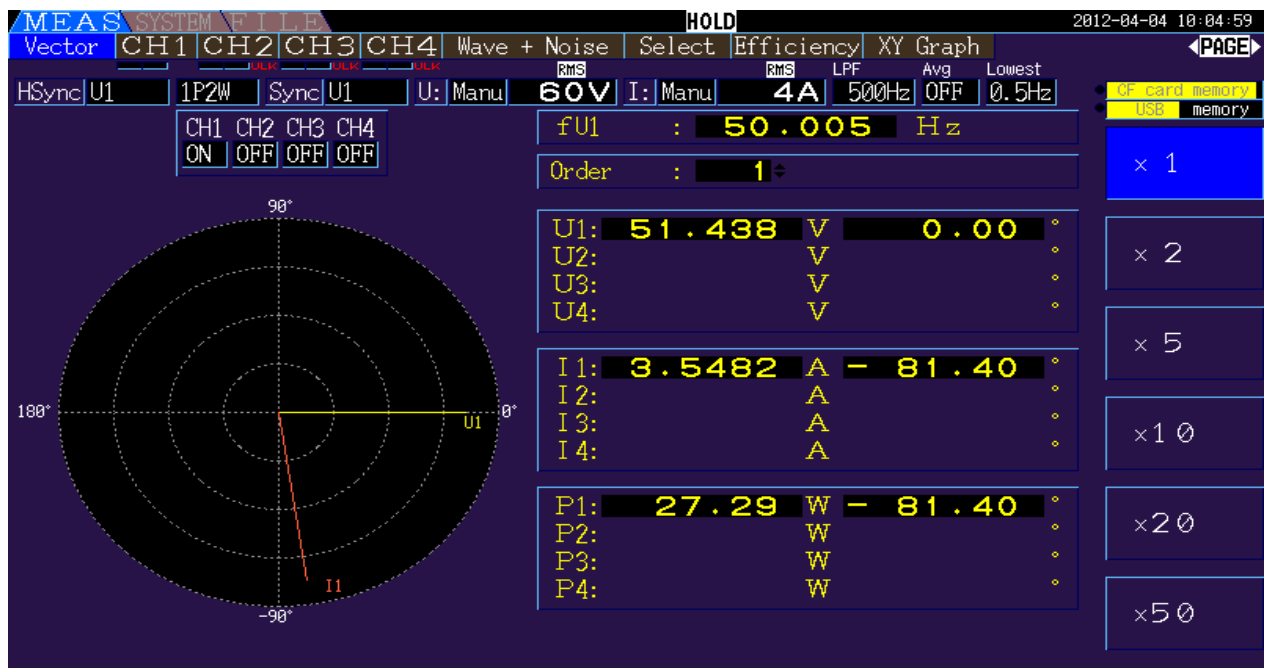 MEAS SYSTEM FILE HOLD 2012-04-04 10:04:59
Vector CH1 CH2 CH3 CH4 Wave + Noise Select Efficiency XY Graph PAGE
RMS RMS LPF Avg Lowest
HSync U1 1P2W Sync U1 U: Manu 60V I: Manu 4A 500Hz OFF 0.5Hz
CF card memory
USB memory
CH1 CH2 CH3 CH4
ON OFF OFF OFF
fU1 : 50.005 Hz
Order : 1
× 1
× 2
× 5
×10
×20
×50
90°
180°
0°
-90°
U1
I1
U1: 51.438 V 0.00 °
U2: V °
U3: V °
U4: V °
I1: 3.5482 A - 81.40 °
I2: A °
I3: A °
I4: A °
P1: 27.29 W - 81.40 °
P2: W °
P3: W °
P4: W °